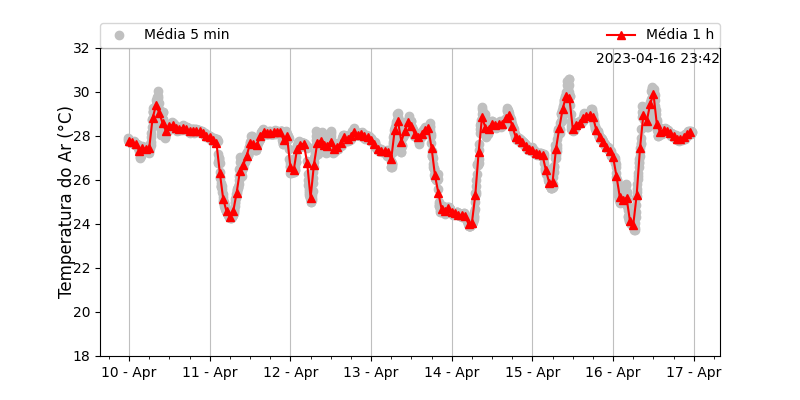 Média 5 min
Média 1 h
2023-04-16 23:42
Temperatura do Ar (°C)
32
30
28
26
24
22
20
18
10 - Apr
11 - Apr
12 - Apr
13 - Apr
14 - Apr
15 - Apr
16 - Apr
17 - Apr